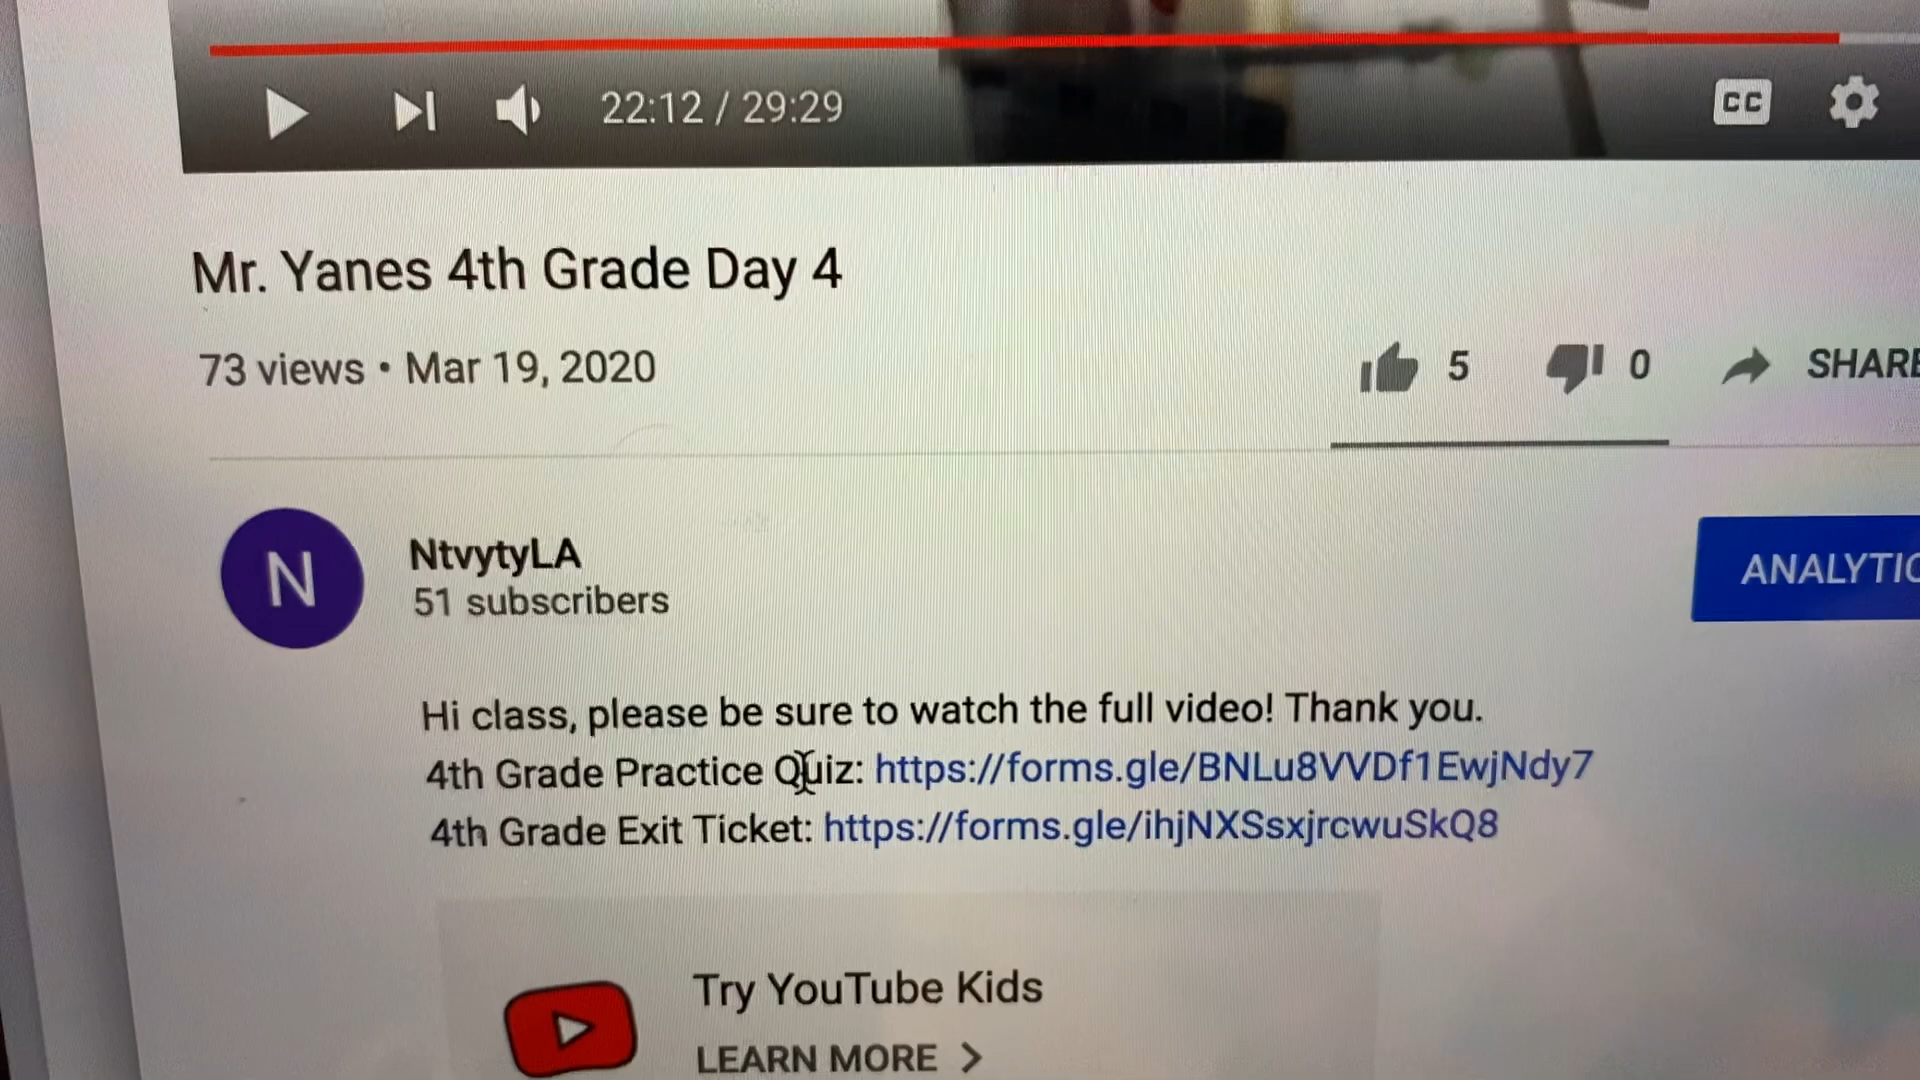 22:12 / 29:29
CC
Mr. Yanes 4th Grade Day 4
73 views • Mar 19, 2020
5
0
SHARE
N
NtvytyLA
51 subscribers
ANALYTIC
Hi class, please be sure to watch the full video! Thank you.
4th Grade Practice Quiz: https://forms.gle/BNLu8VVDf1EwjNdy7
4th Grade Exit Ticket: https://forms.gle/ihjNXSsxjrcwuSkQ8
Try YouTube Kids
LEARN MORE